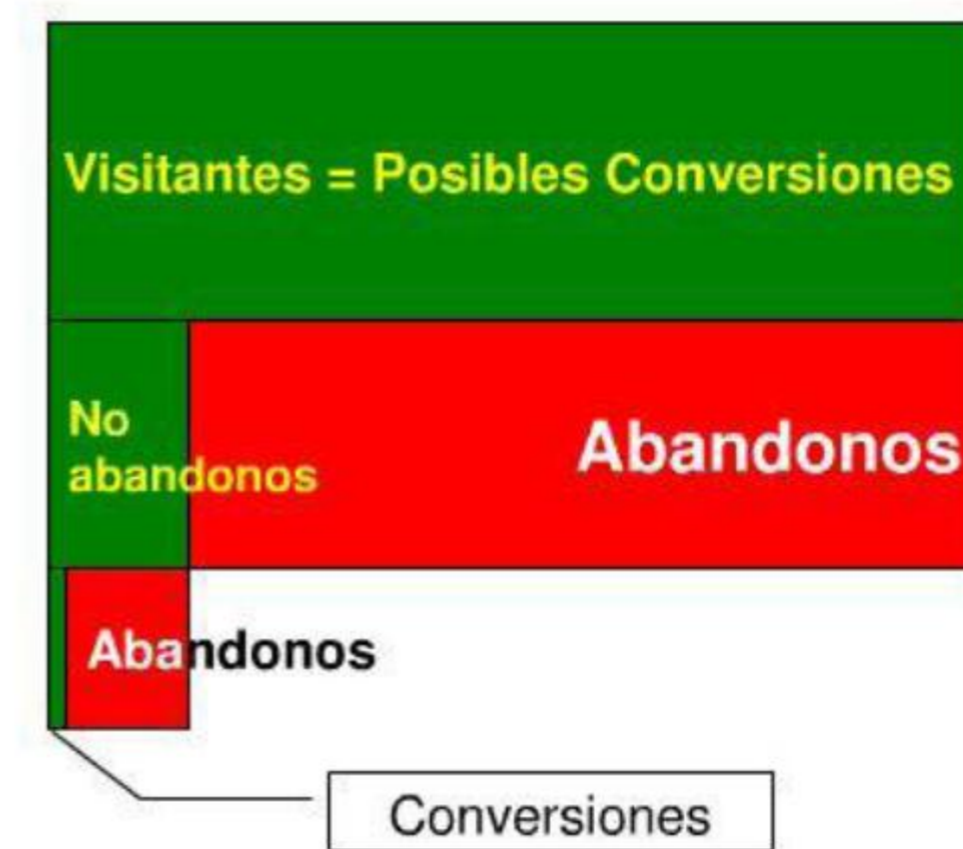 Visitantes = Posibles Conversiones
No
abandonos
Abandonos
Abandonos
Conversiones